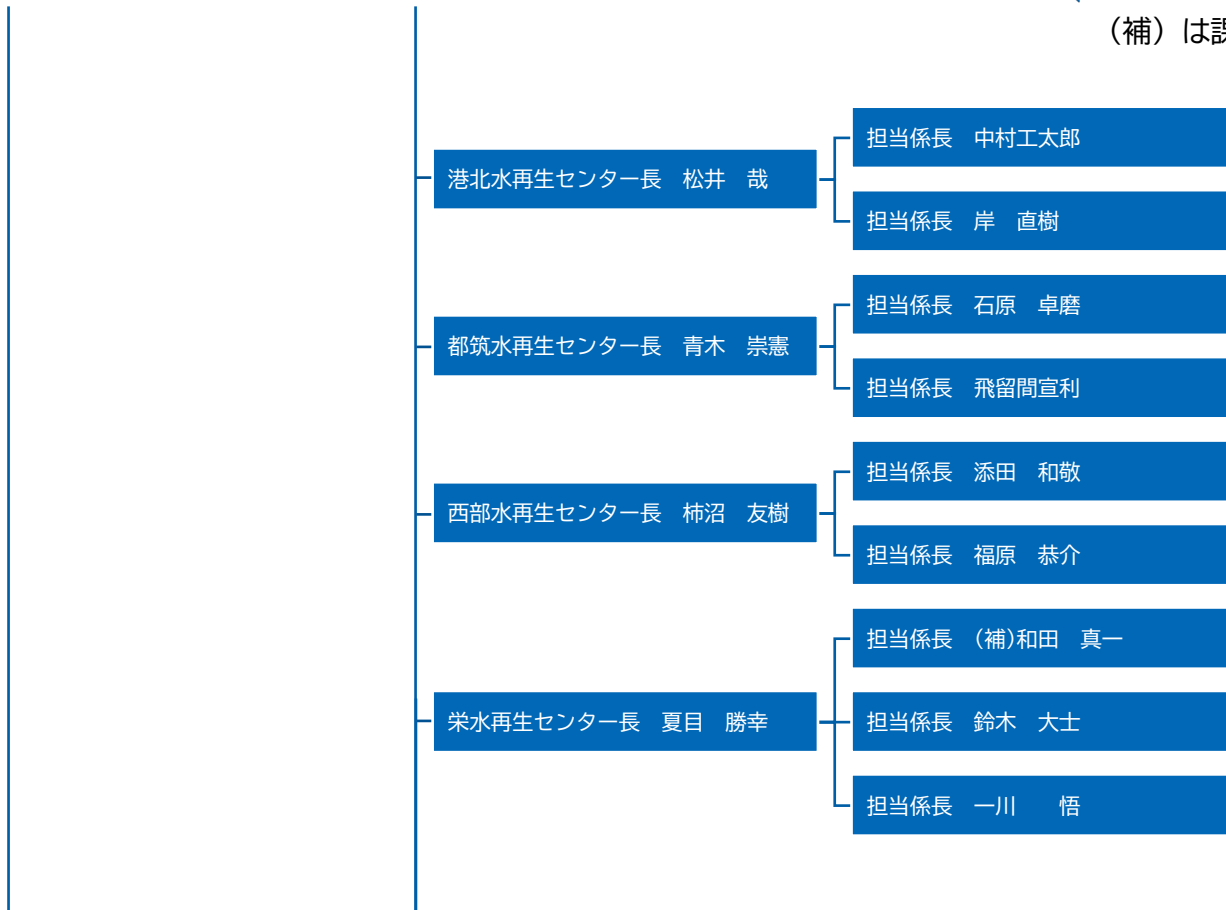 （補）は課
港北水再生センター長　松井　哉
担当係長　中村工太郎
担当係長　岸　直樹
都筑水再生センター長　青木　崇憲
担当係長　石原　卓磨
担当係長　飛留間宣利
西部水再生センター長　柿沼　友樹
担当係長　添田　和敬
担当係長　福原　恭介
栄水再生センター長　夏目　勝幸
担当係長　(補)和田　真一
担当係長　鈴木　大士
担当係長　一川　　悟